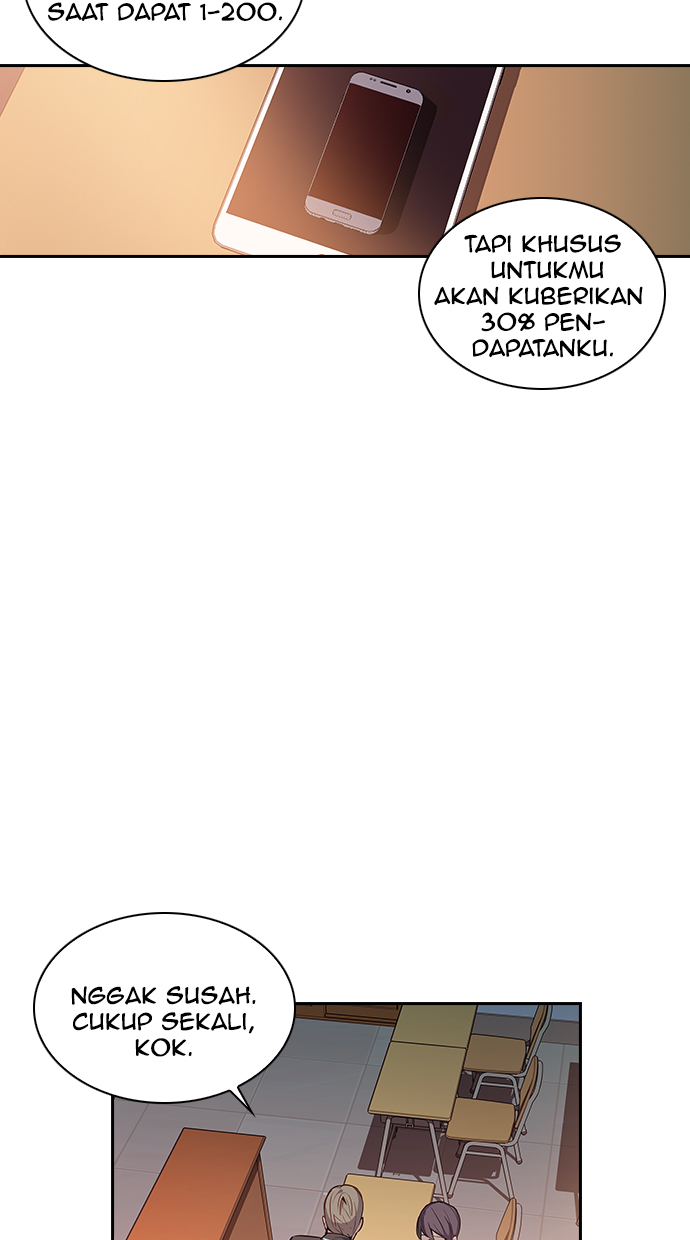 SAAT DAPAT 1-200.
TAPI KHUSUS
UNTUKMU
AKAN KUBERIKAN
30% PEN-
DAPATANKU.
NGGAK SUSAH.
CUKUP SEKALI,
KOK.